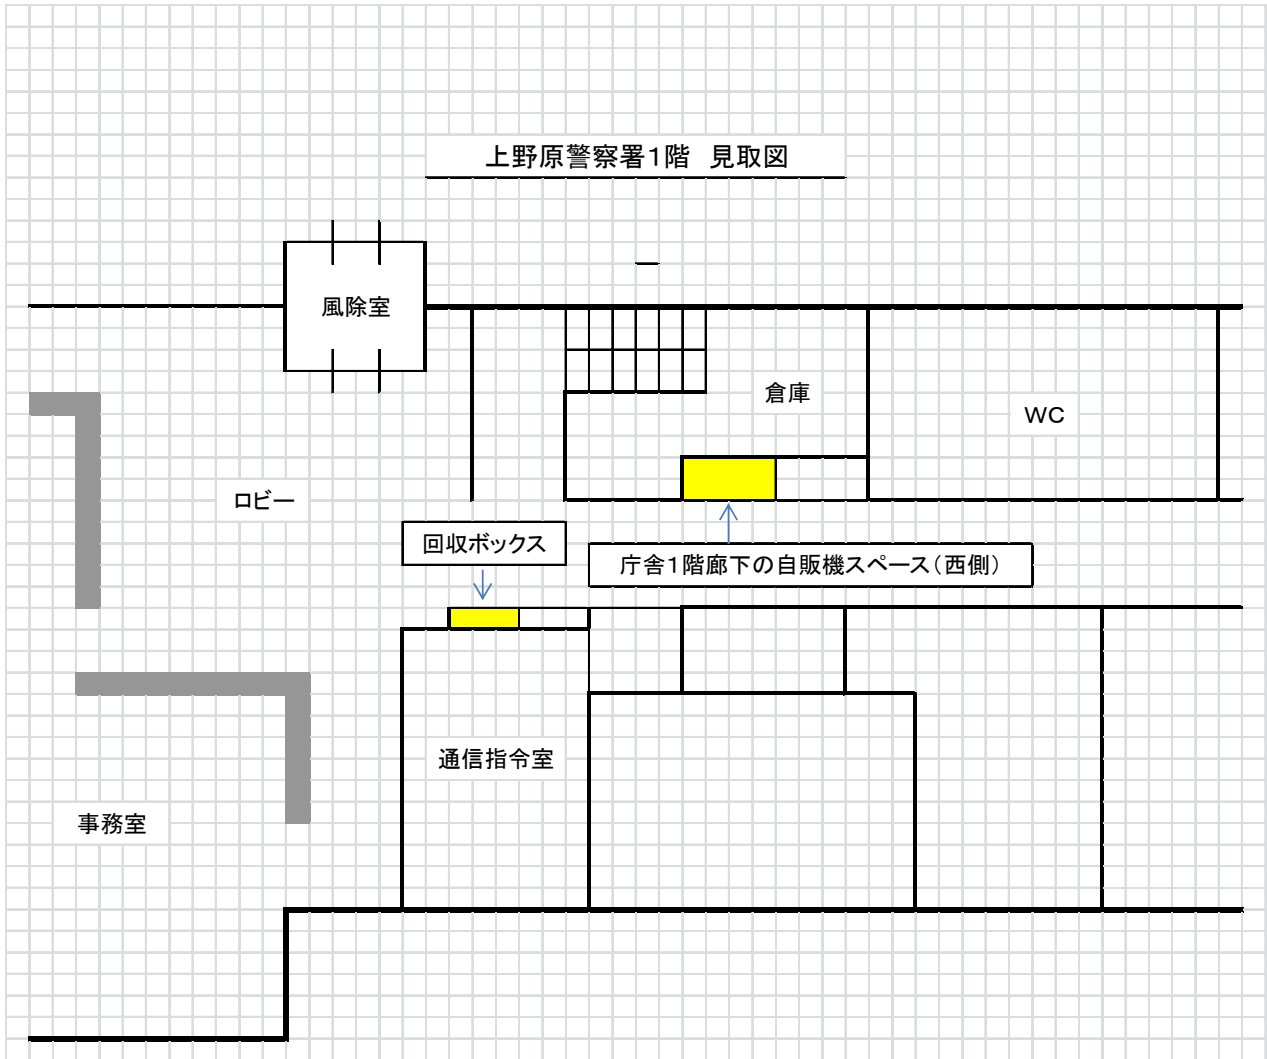 上野原警察署1階　見取図
風除室
倉庫
WC
ロビー
回収ボックス
庁舎1階廊下の自販機スペース（西側）
通信指令室
事務室